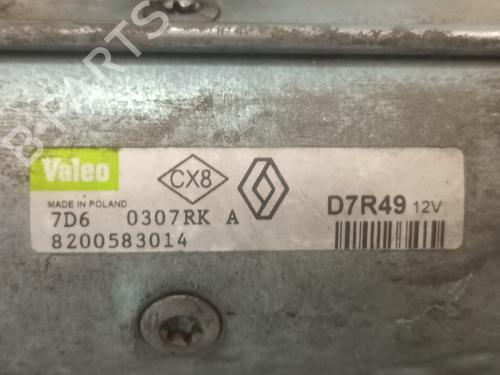 B-PARTS
Valeo
CX8
MADE IN POLAND
D7R49 12V
7D6 0307RK A
8200583014